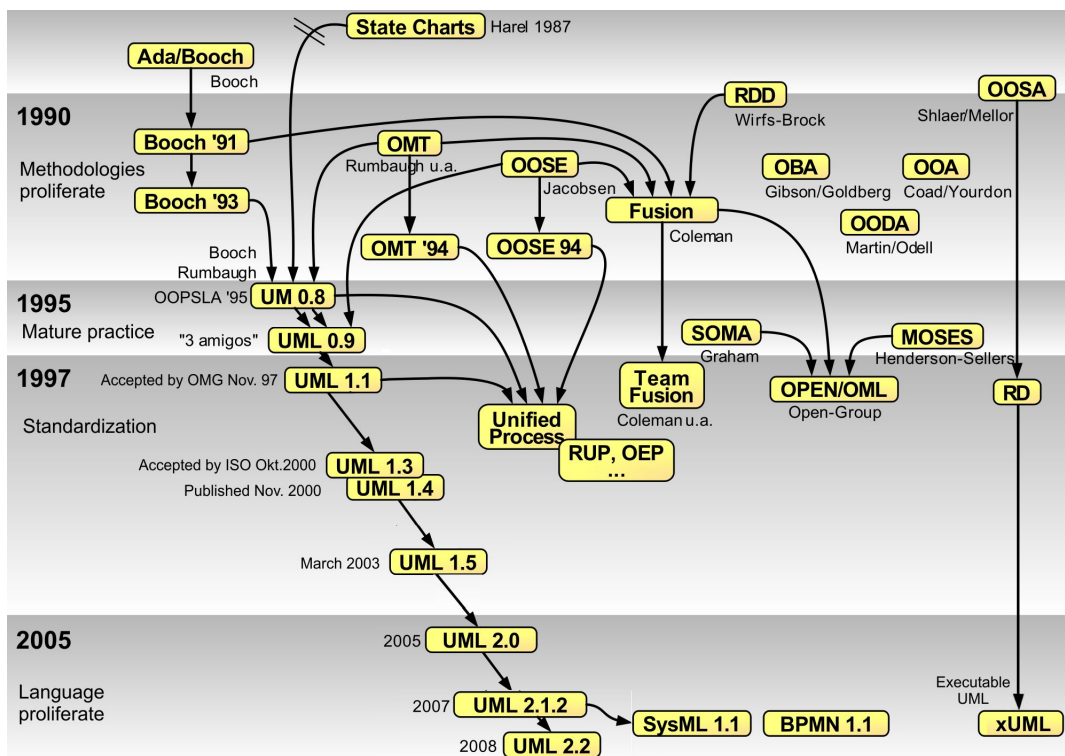 State Charts
Harel 1987
Ada/Booch
Booch
1990
Methodologies
proliferate
RDD
Wirfs-Brock
OOSA
Shlaer/Mellor
Booch '91
OMT
Rumbaugh u.a.
OOSE
Jacobsen
OBA
Gibson/Goldberg
OOA
Coad/Yourdon
Booch '93
Fusion
Coleman
OODA
Martin/Odell
OMT '94
OOSE 94
Booch
Rumbaugh
OOPSLA '95
UM 0.8
1995
Mature practice
"3 amigos"
UML 0.9
SOMA
Graham
MOSES
Henderson-Sellers
1997
Standardization
Accepted by OMG Nov. 97
UML 1.1
Unified
Process
RUP, OEP
...
Team
Fusion
Coleman u.a.
OPEN/OML
Open-Group
RD
Accepted by ISO Okt.2000
UML 1.3
Published Nov. 2000
UML 1.4
March 2003
UML 1.5
2005
Language
proliferate
2005
UML 2.0
2007
UML 2.1.2
2008
UML 2.2
SysML 1.1
BPMN 1.1
Executable
UML
xUML